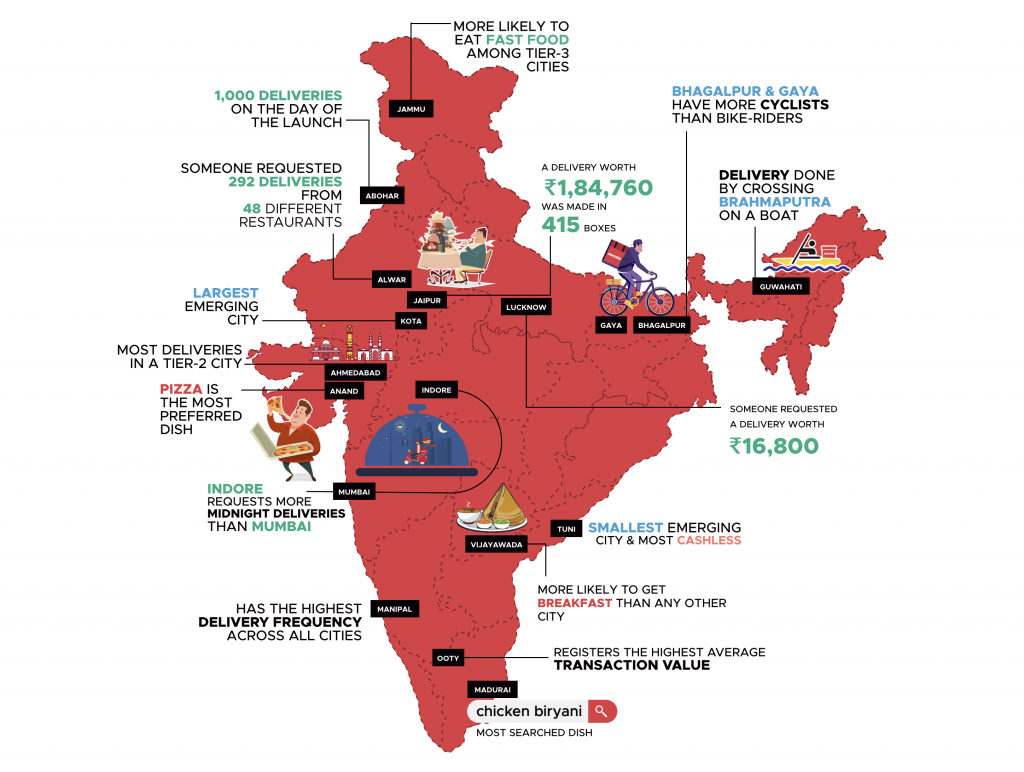 MORE LIKELY TO
EAT FAST FOOD
AMONG TIER-3
CITIES
JAMMU
1,000 DELIVERIES
ON THE DAY OF
THE LAUNCH
ABOHAR
BHAGALPUR & GAYA
HAVE MORE CYCLISTS
THAN BIKE-RIDERS
SOMEONE REQUESTED
292 DELIVERIES
FROM
48 DIFFERENT
RESTAURANTS
ALWAR
A DELIVERY WORTH
₹1,84,760
WAS MADE IN
415 BOXES
JAIPUR
DELIVERY DONE
BY CROSSING
BRAHMAPUTRA
ON A BOAT
GUWAHATI
LARGEST
EMERGING
CITY
KOTA
LUCKNOW
GAYA
BHAGALPUR
MOST DELIVERIES
IN A TIER-2 CITY
AHMEDABAD
PIZZA IS
THE MOST
PREFERRED
DISH
ANAND
INDORE
SOMEONE REQUESTED
A DELIVERY WORTH
₹16,800
INDORE
REQUESTS MORE
MIDNIGHT DELIVERIES
THAN MUMBAI
MUMBAI
TUNI
SMALLEST EMERGING
CITY & MOST CASHLESS
VIJAYAWADA
MORE LIKELY TO GET
BREAKFAST THAN ANY OTHER
CITY
HAS THE HIGHEST
DELIVERY FREQUENCY
ACROSS ALL CITIES
MANIPAL
OOTY
REGISTERS THE HIGHEST AVERAGE
TRANSACTION VALUE
MADURAI
chicken biryani
MOST SEARCHED DISH